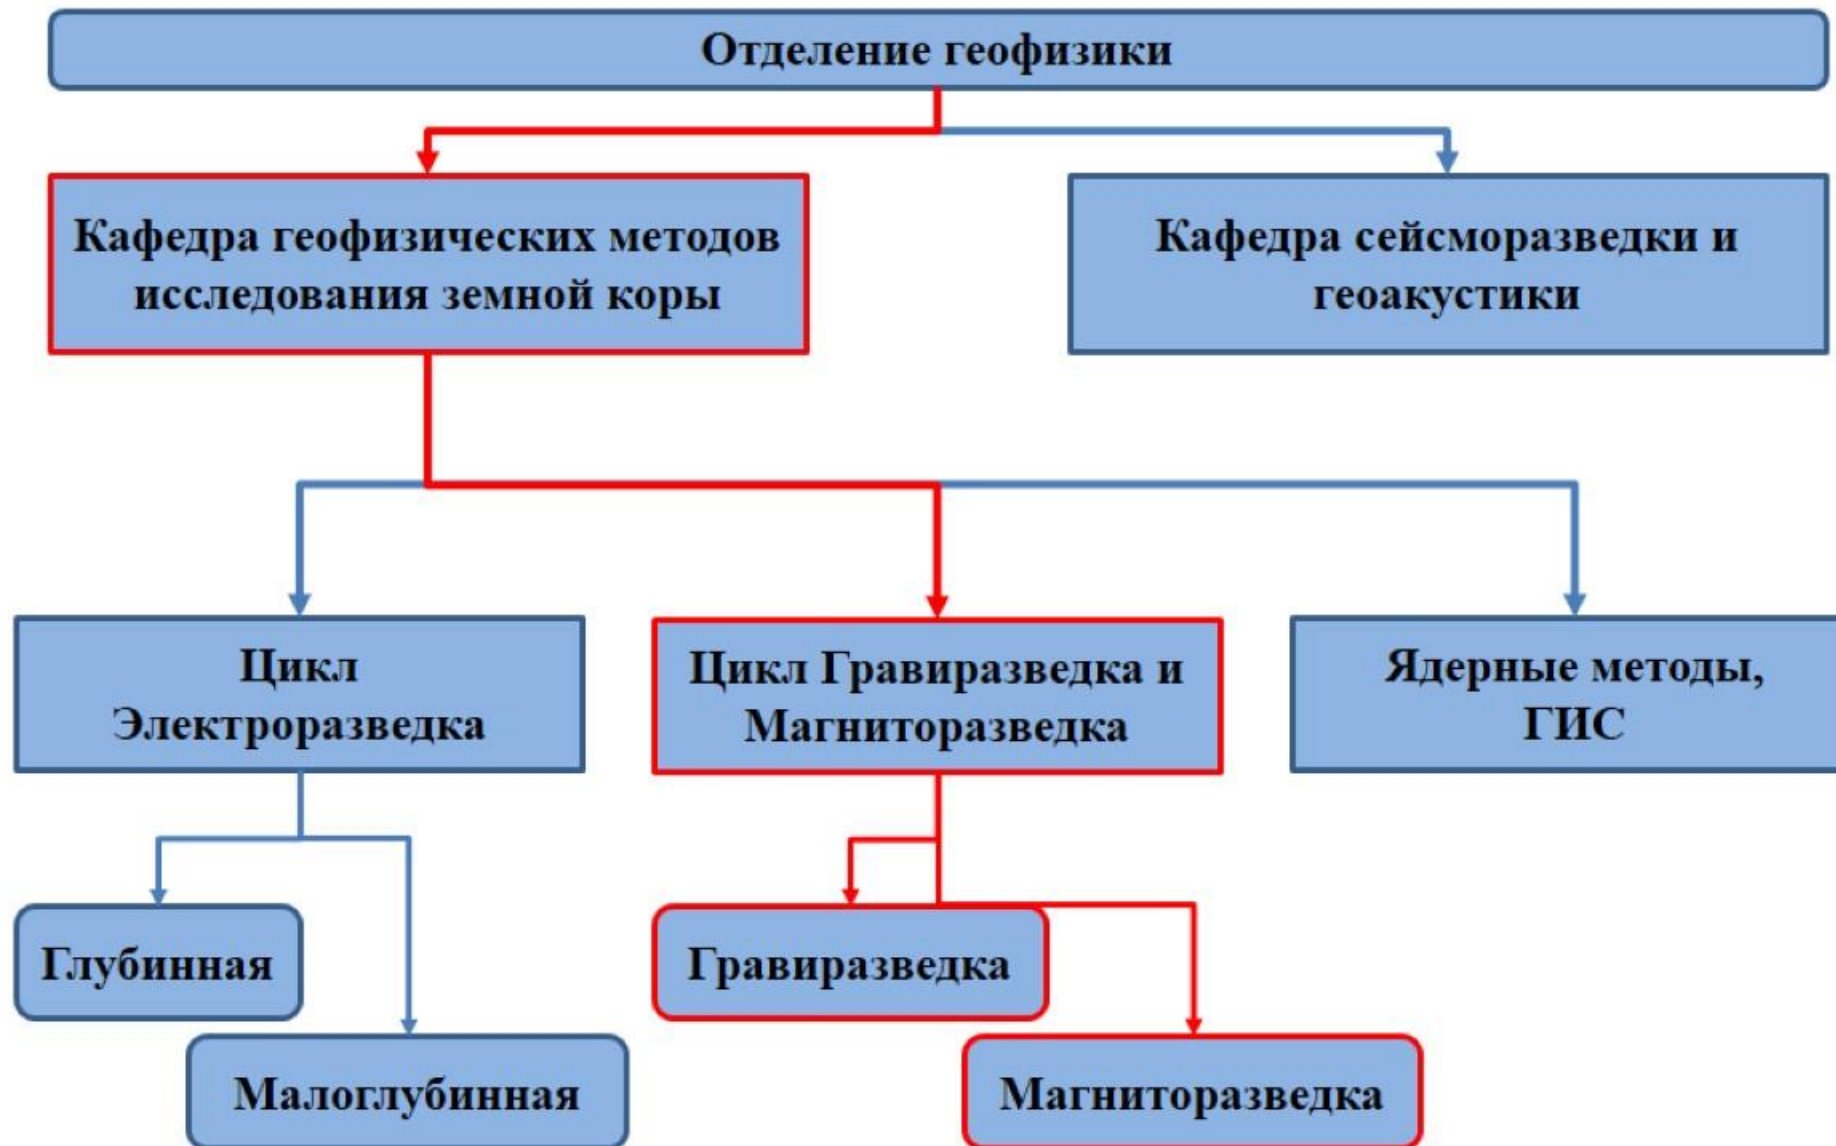 Отделение геофизики
Кафедра геофизических методов
исследования земной коры
Кафедра сейсморазведки и
геоакустики
Цикл
Электроразведка
Цикл Гравиразведка и
Магниторазведка
Ядерные методы,
ГИС
Глубинная
Гравиразведка
Малоглубинная
Магниторазведка